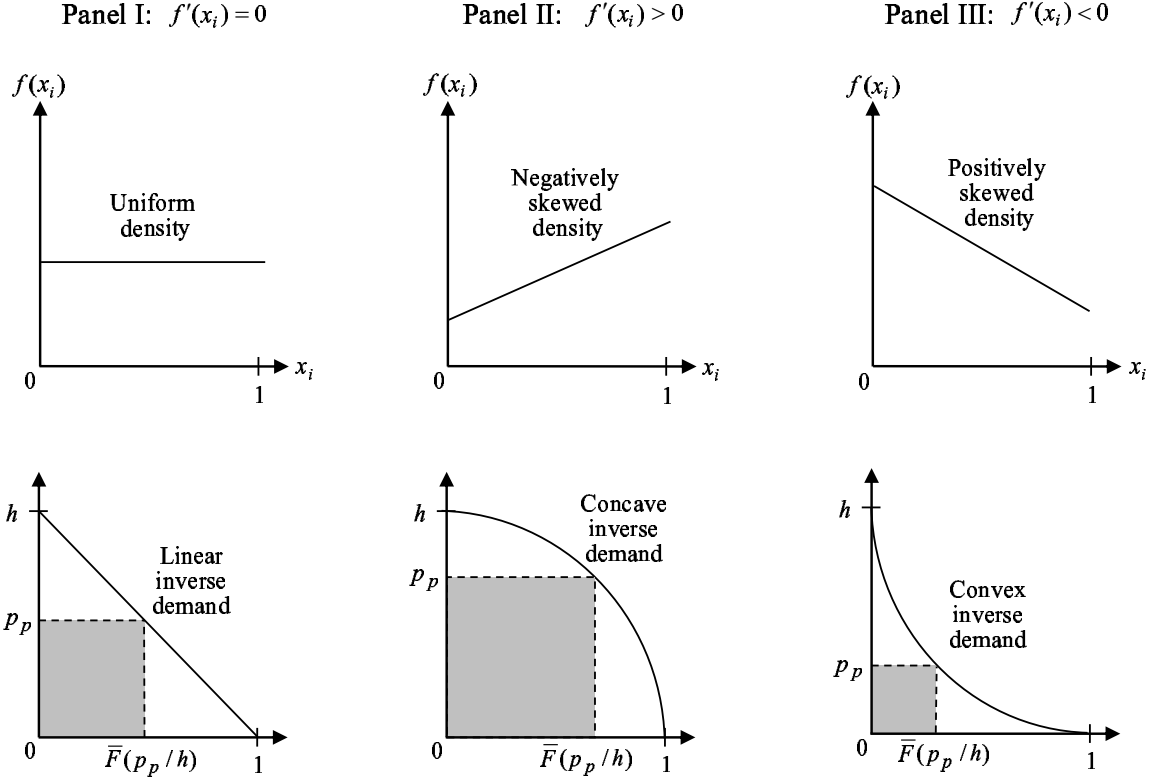 Panel I: f′(xᵢ) = 0
Panel II: f′(xᵢ) > 0
Panel III: f′(xᵢ) < 0
f(xᵢ)
Uniform
density
0
1
xᵢ
f(xᵢ)
Negatively
skewed
density
0
1
xᵢ
f(xᵢ)
Positively
skewed
density
0
1
xᵢ
h
Linear
inverse
demand
pₚ
0
F̅(pₚ/h)
1
h
Concave
inverse
demand
pₚ
0
F̅(pₚ/h)
1
h
Convex
inverse
demand
pₚ
0
F̅(pₚ/h)
1